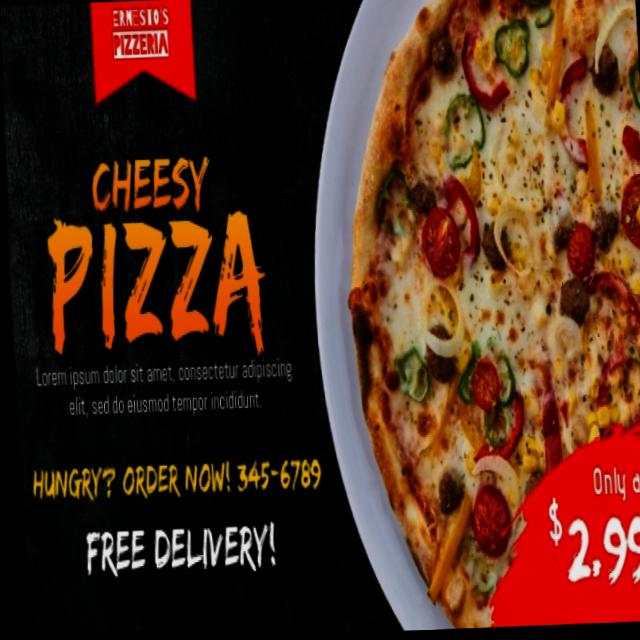 ERNESTO'S
PIZZERIA
CHEESY
PIZZA
Lorem ipsum dolor sit amet, consectetur adipiscing
elit, sed do eiusmod tempor incididunt.
HUNGRY? ORDER NOW! 345-6789
FREE DELIVERY!
Only
$2.99